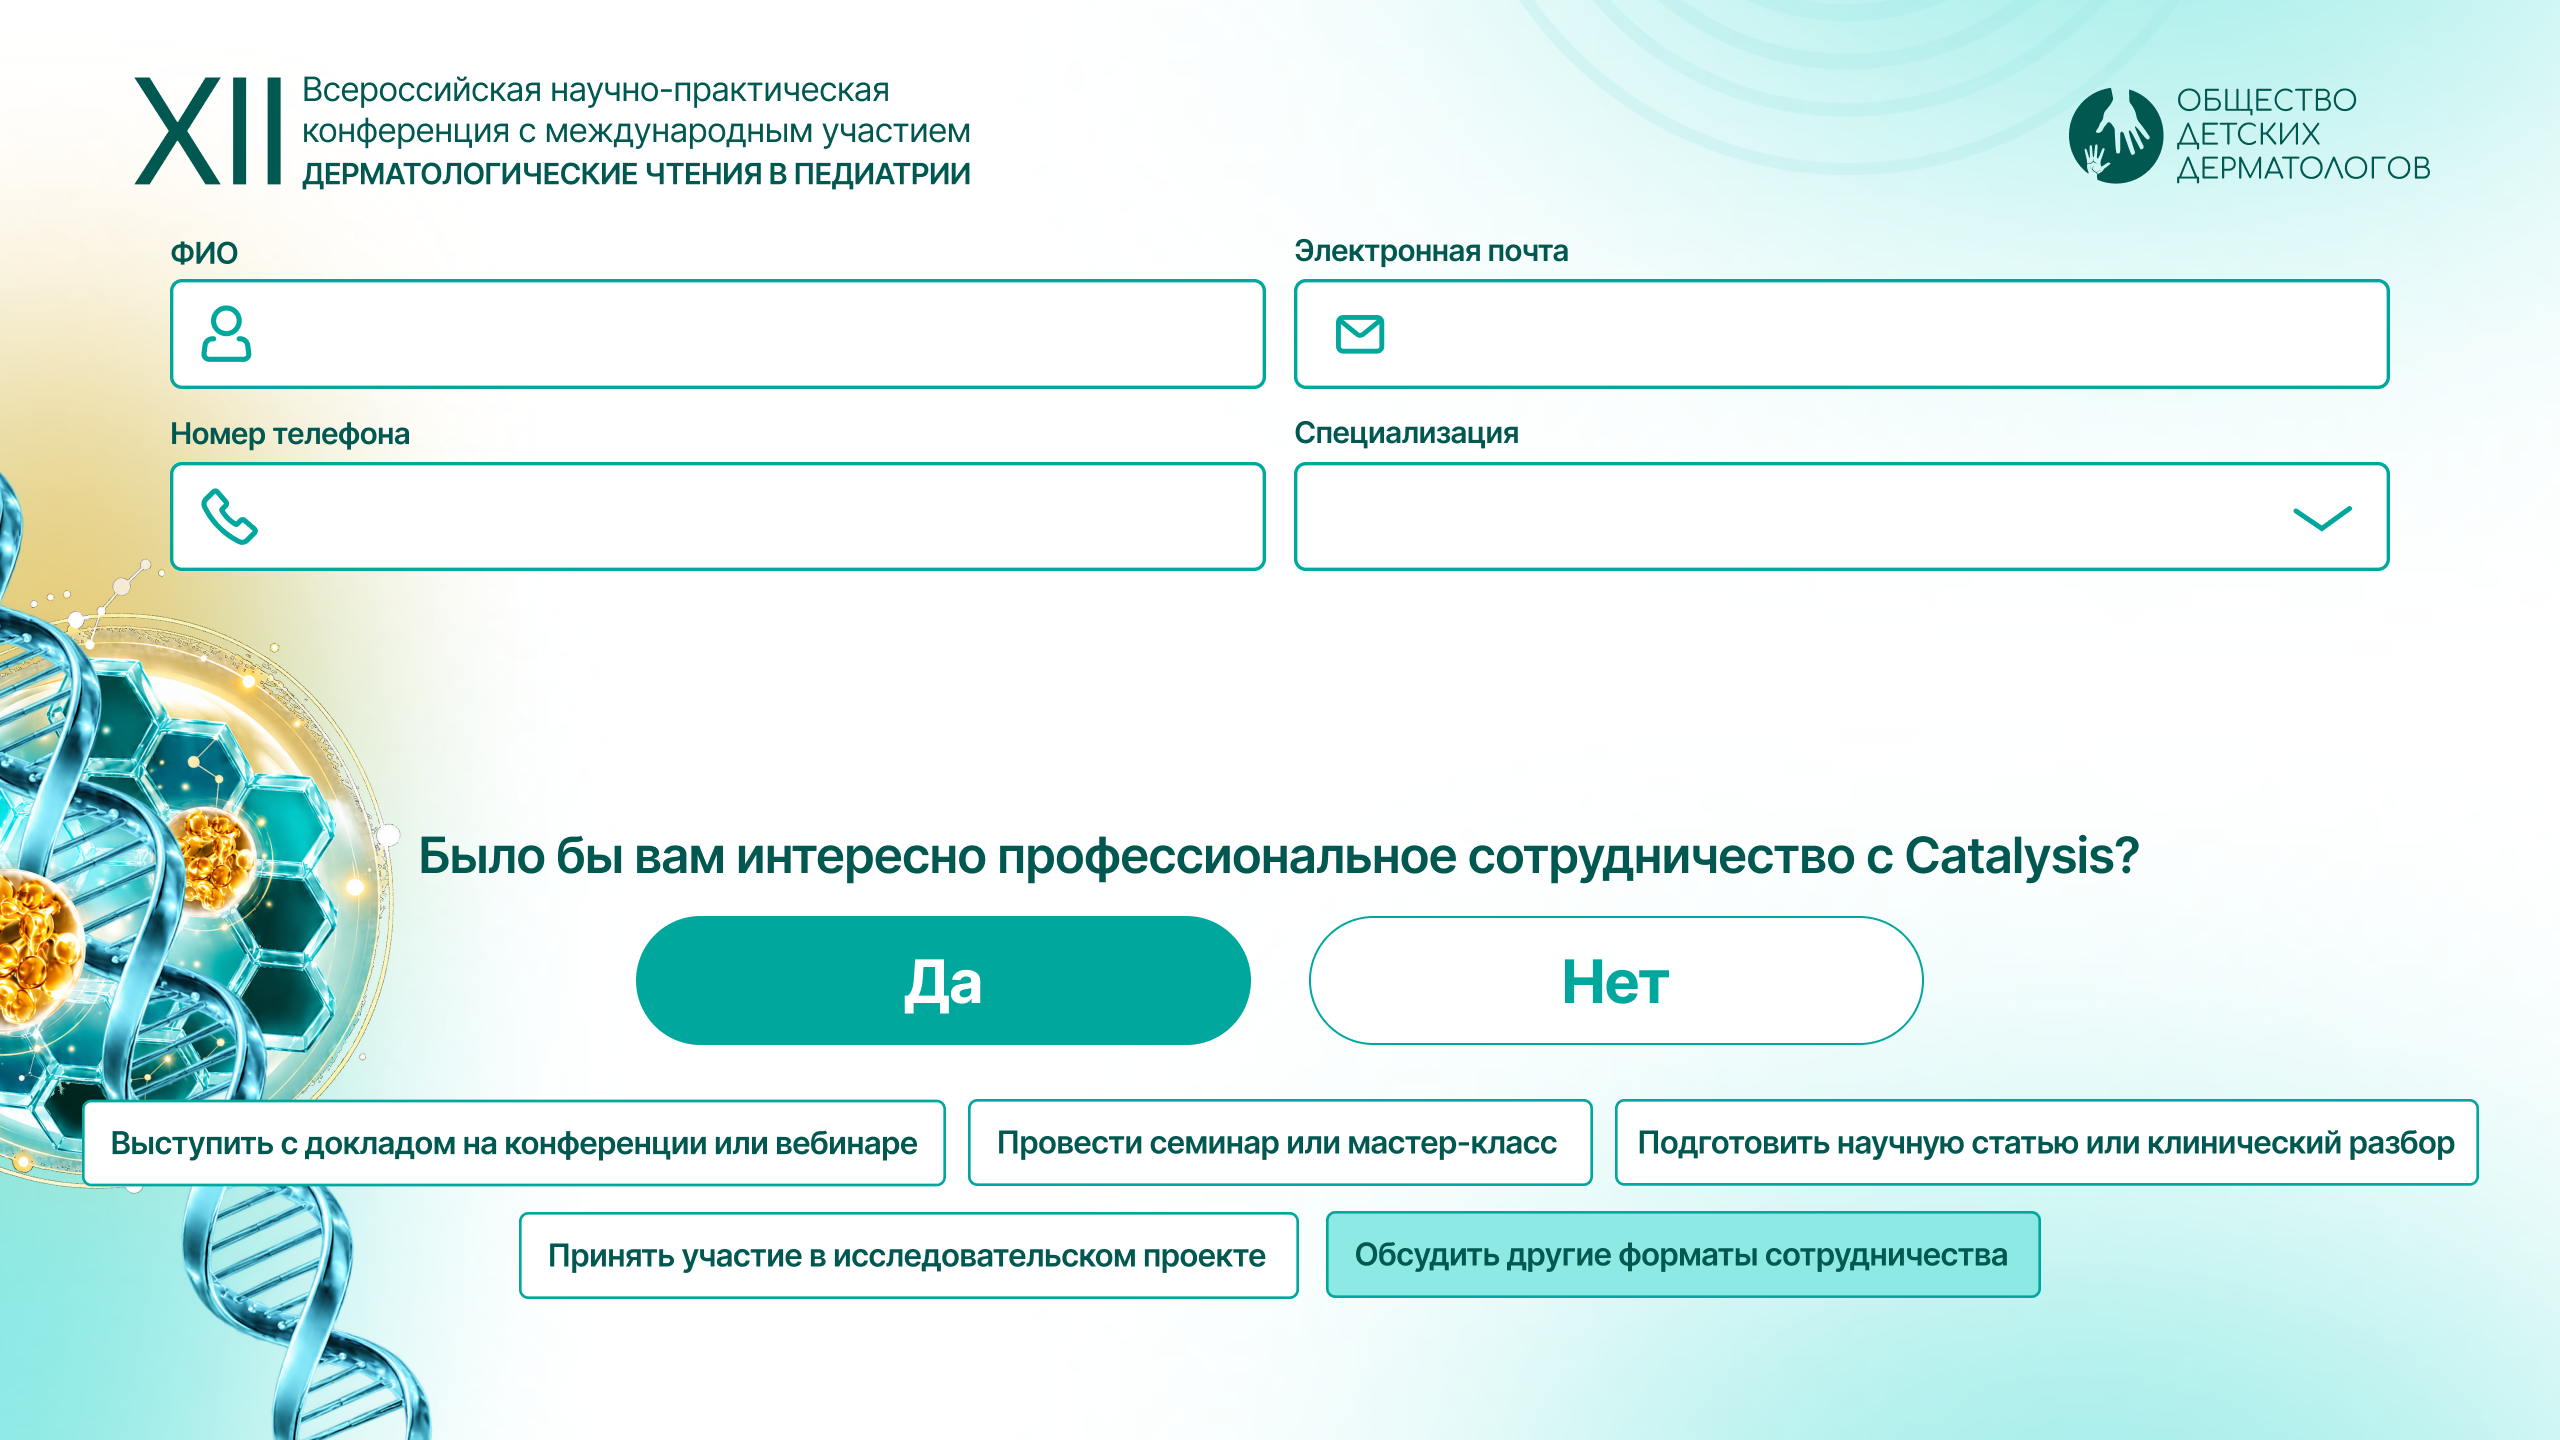 XII
Всероссийская научно-практическая
конференция с международным участием
ДЕРМАТОЛОГИЧЕСКИЕ ЧТЕНИЯ В ПЕДИАТРИИ
ОБЩЕСТВО
ДЕТСКИХ
ДЕРМАТОЛОГОВ
ФИО
Электронная почта
Номер телефона
Специализация
Было бы вам интересно профессиональное сотрудничество с Catalysis?
Да
Нет
Выступить с докладом на конференции или вебинаре
Провести семинар или мастер-класс
Подготовить научную статью или клинический разбор
Принять участие в исследовательском проекте
Обсудить другие форматы сотрудничества